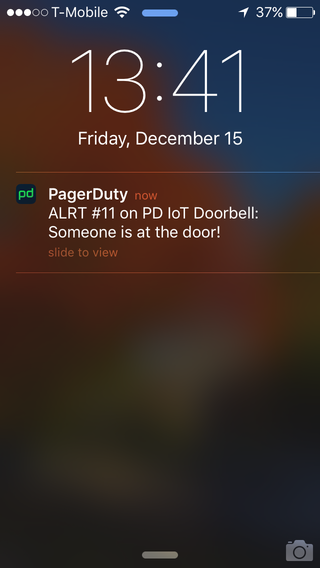 T-Mobile 37%
13:41
Friday, December 15
pd PagerDuty now
ALRT #11 on PD IoT Doorbell:
Someone is at the door!
slide to view